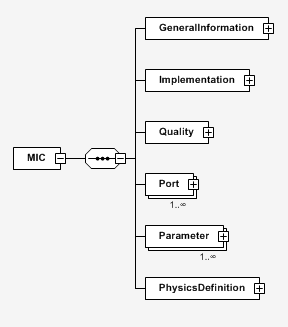 GeneralInformation
Implementation
Quality
MIC
Port
1..∞
Parameter
1..∞
PhysicsDefinition